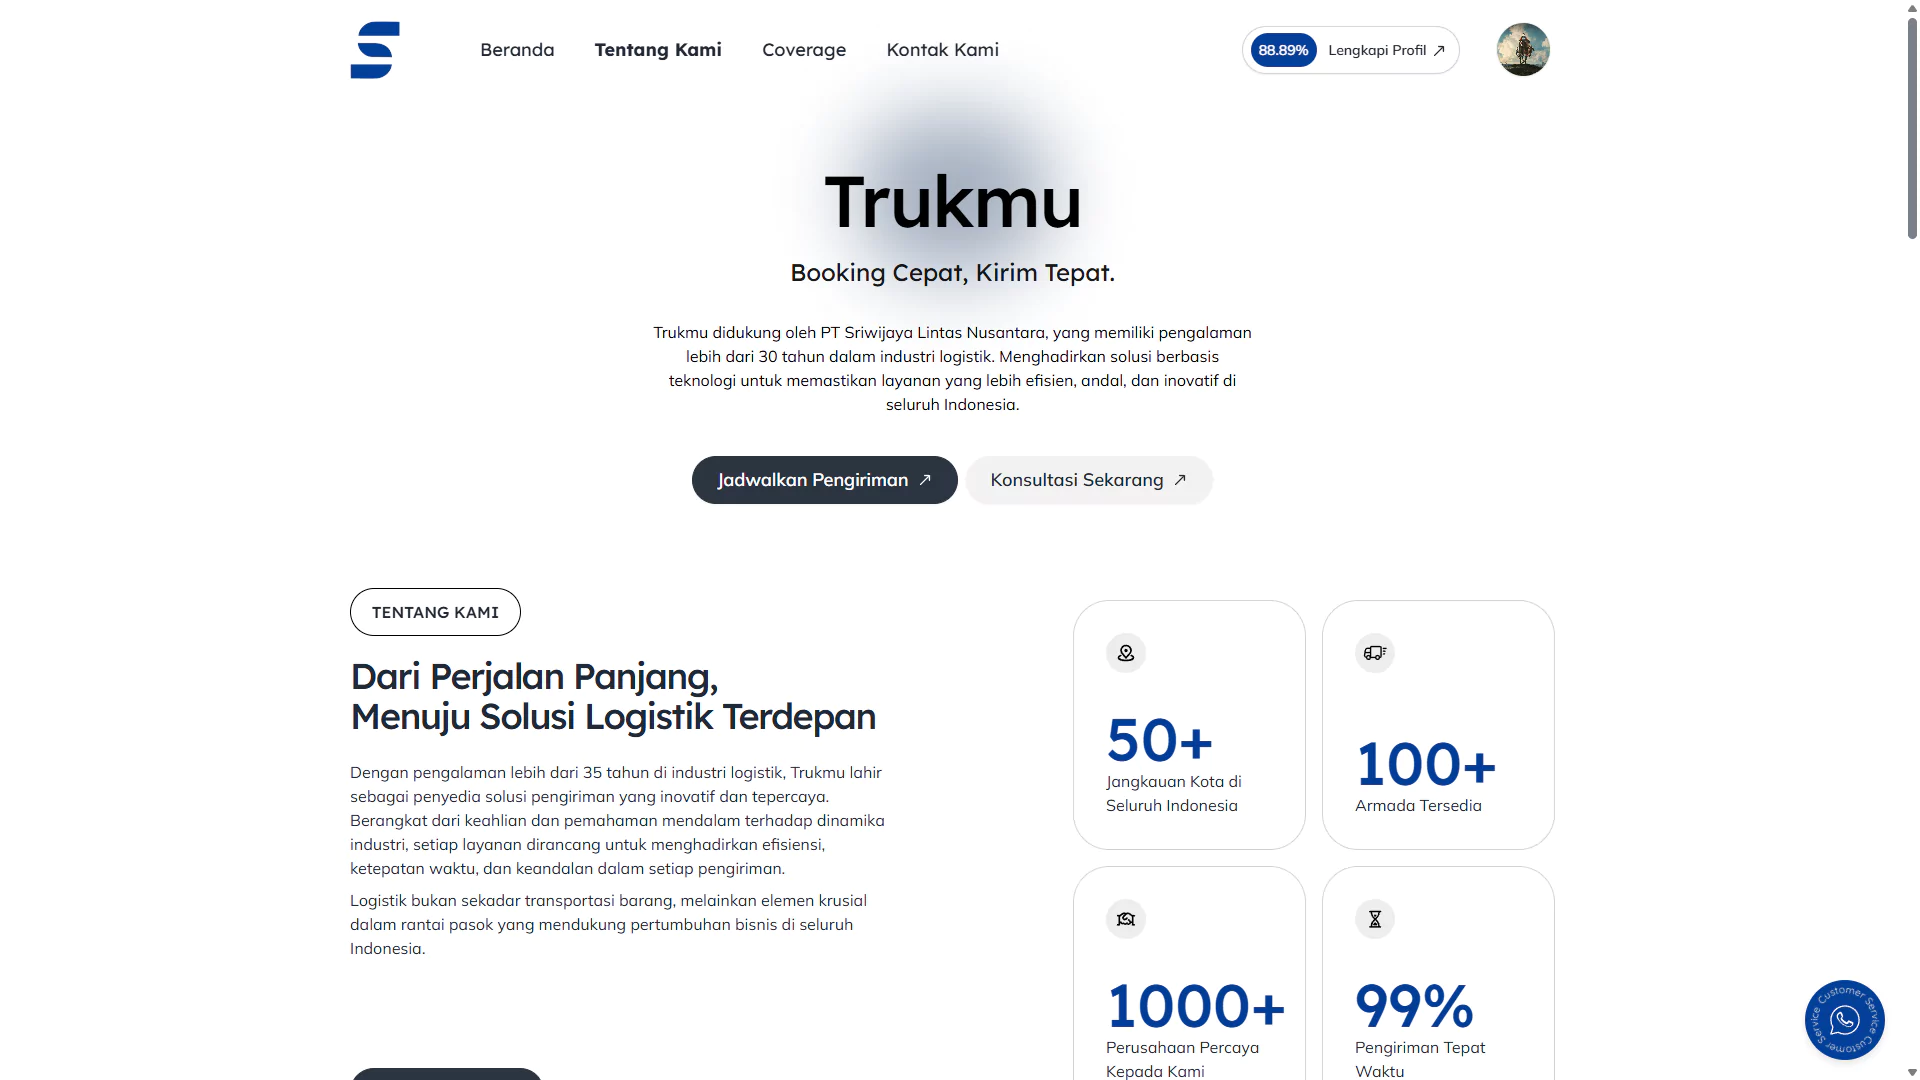 Beranda
Tentang Kami
Coverage
Kontak Kami
88.89%
Lengkapi Profil
Trukmu
Booking Cepat, Kirim Tepat.
Trukmu didukung oleh PT Sriwijaya Lintas Nusantara, yang memiliki pengalaman
lebih dari 30 tahun dalam industri logistik. Menghadirkan solusi berbasis
teknologi untuk memastikan layanan yang lebih efisien, andal, dan inovatif di
seluruh Indonesia.
Jadwalkan Pengiriman
Konsultasi Sekarang
TENTANG KAMI
Dari Perjalan Panjang,
Menuju Solusi Logistik Terdepan
Dengan pengalaman lebih dari 35 tahun di industri logistik, Trukmu lahir
sebagai penyedia solusi pengiriman yang inovatif dan tepercaya.
Berangkat dari keahlian dan pemahaman mendalam terhadap dinamika
industri, setiap layanan dirancang untuk menghadirkan efisiensi,
ketepatan waktu, dan keandalan dalam setiap pengiriman.
Logistik bukan sekadar transportasi barang, melainkan elemen krusial
dalam rantai pasok yang mendukung pertumbuhan bisnis di seluruh
Indonesia.
50+
Jangkauan Kota di
Seluruh Indonesia
100+
Armada Tersedia
1000+
Perusahaan Percaya
Kepada Kami
99%
Pengiriman Tepat
Waktu
Customer Service Customer Service